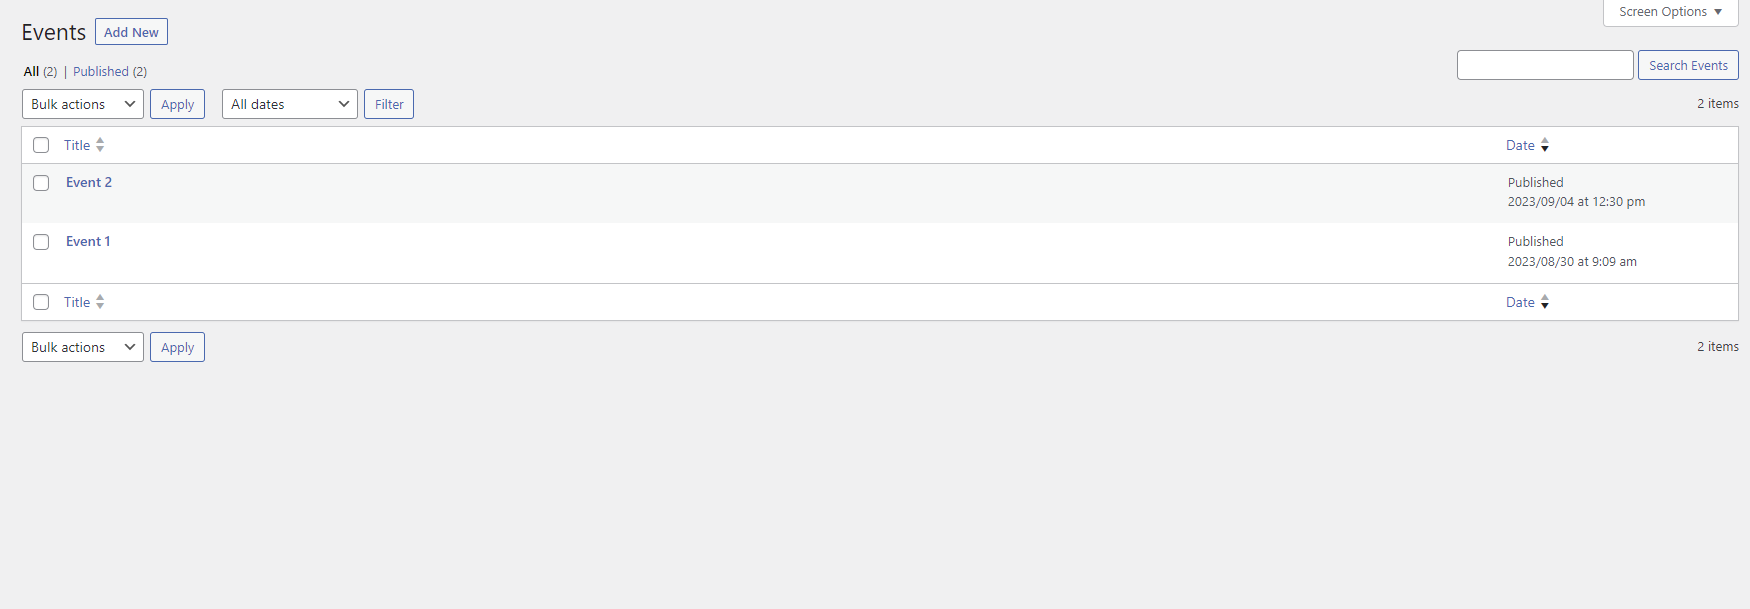 Screen Options
Events Add New
All (2) | Published (2)
Search Events
Bulk actions Apply All dates Filter 2 items
Title Date
Event 2 Published
2023/09/04 at 12:30 pm
Event 1 Published
2023/08/30 at 9:09 am
Title Date
Bulk actions Apply 2 items